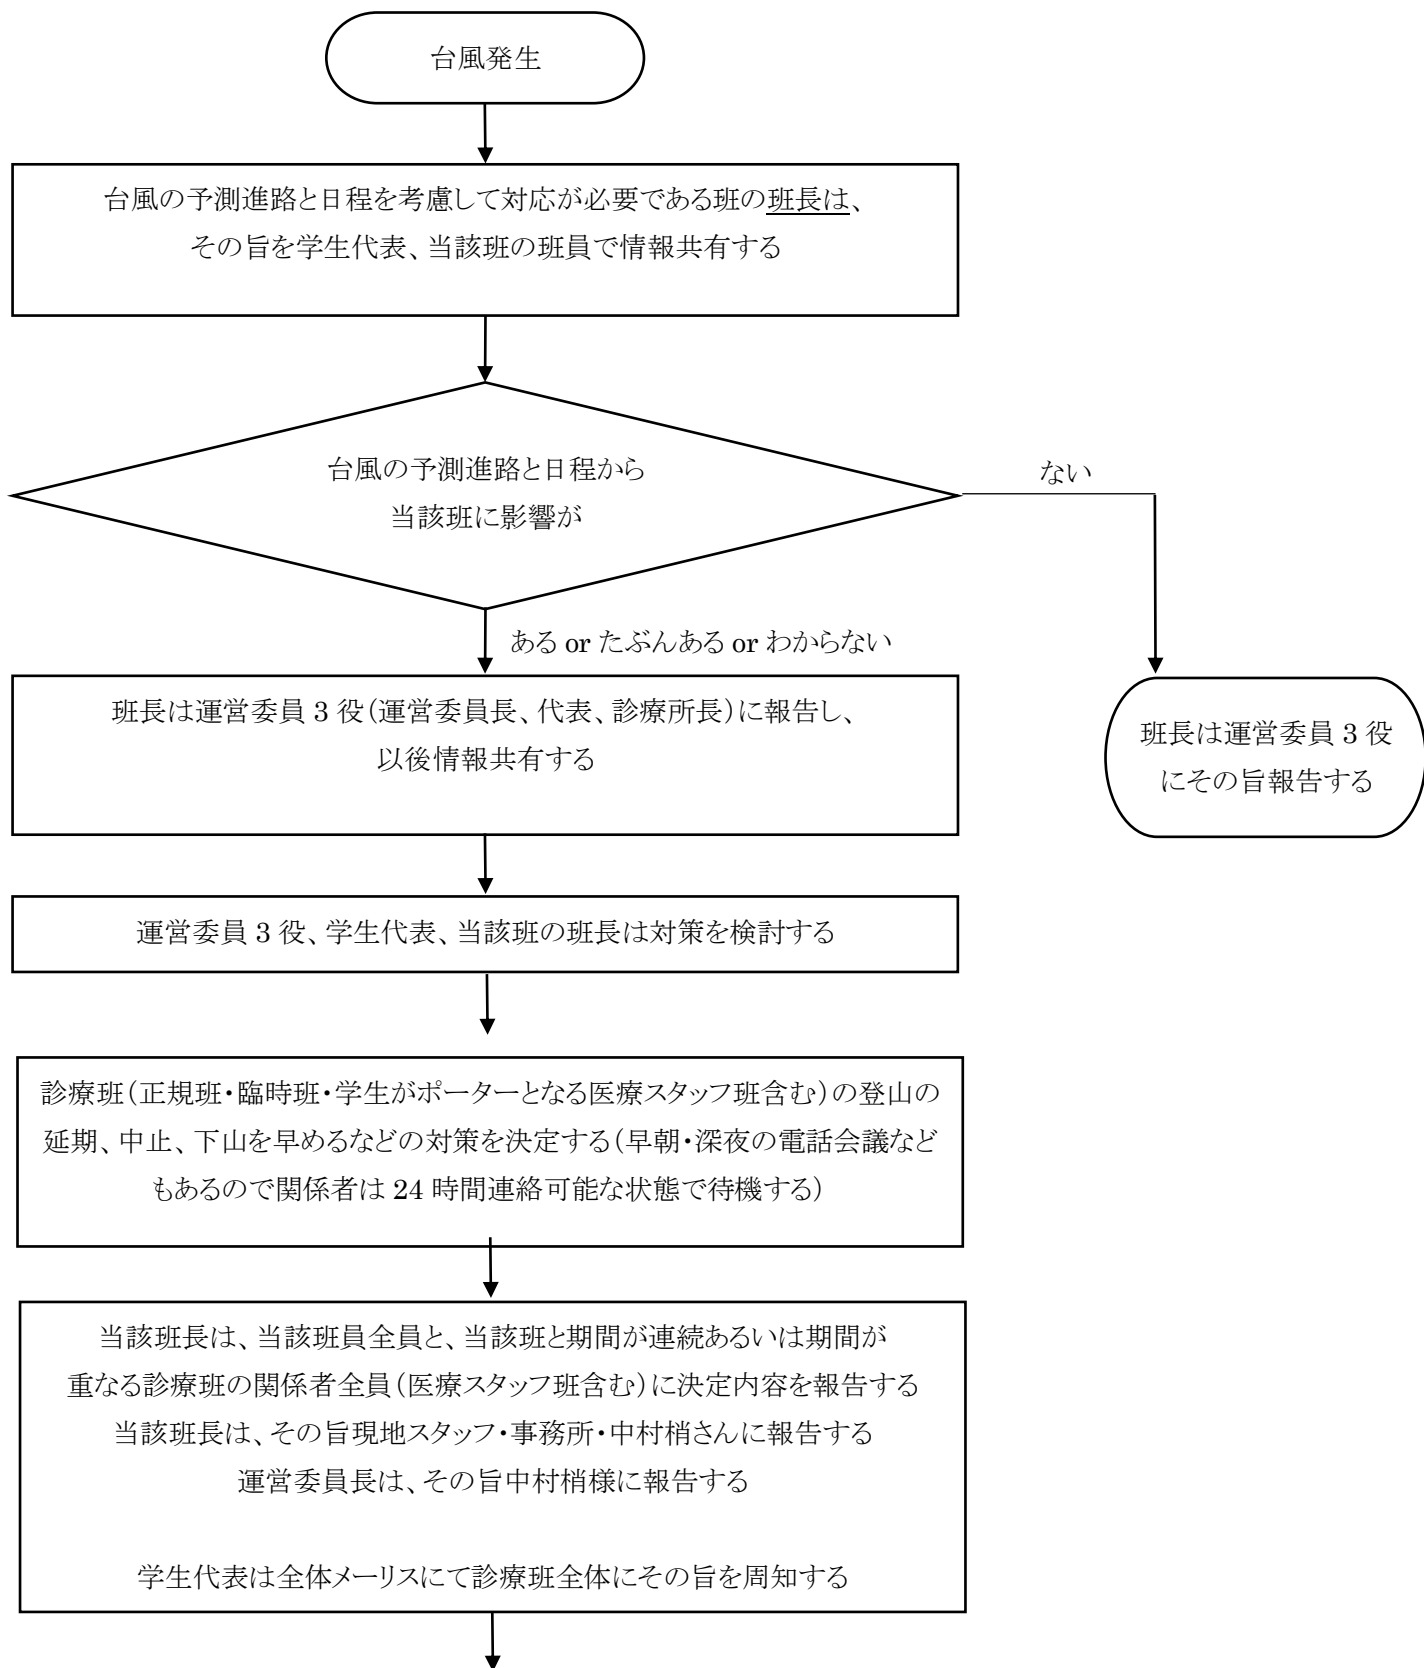 台風発生
台風の予測進路と日程を考慮して対応が必要である班の班長は、
その旨を学生代表、当該班の班員で情報共有する
台風の予測進路と日程から
当該班に影響が
ない
ある or たぶんある or わからない
班長は運営委員 3 役(運営委員長、代表、診療所長)に報告し、
以後情報共有する
班長は運営委員 3 役
にその旨報告する
運営委員 3 役、学生代表、当該班の班長は対策を検討する
診療班(正規班・臨時班・学生がポーターとなる医療スタッフ班含む)の登山の
延期、中止、下山を早めるなどの対策を決定する(早朝・深夜の電話会議など
もあるので関係者は 24 時間連絡可能な状態で待機する)
当該班長は、当該班員全員と、当該班と期間が連続あるいは期間が
重なる診療班の関係者全員(医療スタッフ班含む)に決定内容を報告する
当該班長は、その旨現地スタッフ・事務所・中村梢さんに報告する
運営委員長は、その旨中村梢様に報告する
学生代表は全体メーリスにて診療班全体にその旨を周知する